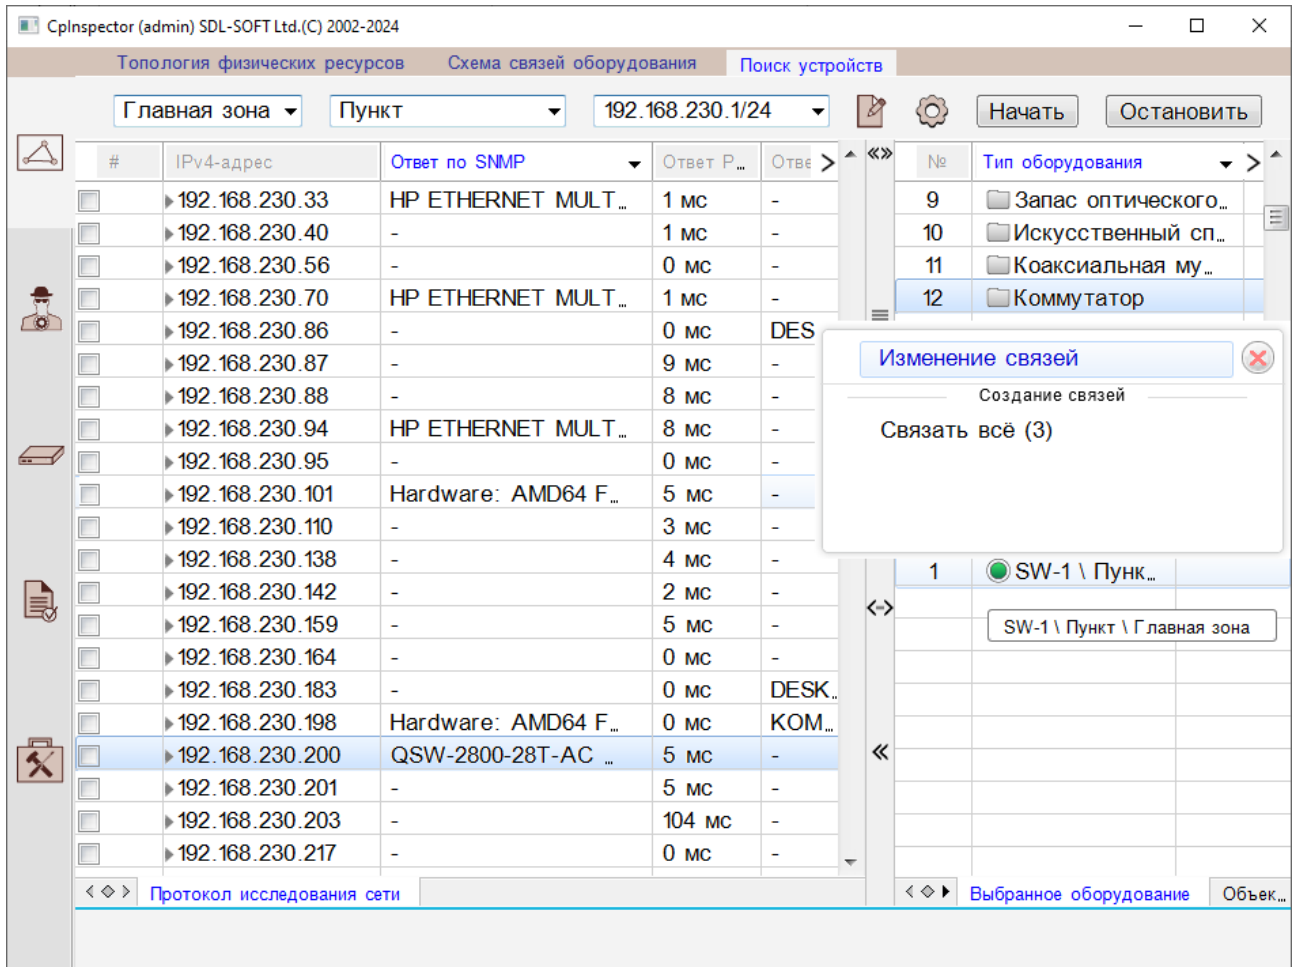 CpInspector (admin) SDL-SOFT Ltd.(C) 2002-2024
Топология физических ресурсов Схема связей оборудования Поиск устройств
Главная зона Пункт 192.168.230.1/24 Начать Остановить
# IPv4-адрес Ответ по SNMP Ответ P... Отве
192.168.230.33 HP ETHERNET MULT... 1 мс -
192.168.230.40 - 1 мс -
192.168.230.56 - 0 мс -
192.168.230.70 HP ETHERNET MULT... 1 мс -
192.168.230.86 - 0 мс DES
192.168.230.87 - 9 мс -
192.168.230.88 - 8 мс -
192.168.230.94 HP ETHERNET MULT... 8 мс -
192.168.230.95 - 0 мс -
192.168.230.101 Hardware: AMD64 F... 5 мс -
192.168.230.110 - 3 мс -
192.168.230.138 - 4 мс -
192.168.230.142 - 2 мс -
192.168.230.159 - 5 мс -
192.168.230.164 - 0 мс -
192.168.230.183 - 0 мс DESK...
192.168.230.198 Hardware: AMD64 F... 0 мс KOM...
192.168.230.200 QSW-2800-28T-AC ... 5 мс -
192.168.230.201 - 5 мс -
192.168.230.203 - 104 мс -
192.168.230.217 - 0 мс -
Протокол исследования сети
№ Тип оборудования
9 Запас оптического...
10 Искусственный сп...
11 Коаксиальная му...
12 Коммутатор
Изменение связей
Создание связей
Связать всё (3)
1 SW-1 \ Пунк...
SW-1 \ Пункт \ Главная зона
Выбранное оборудование Объек...